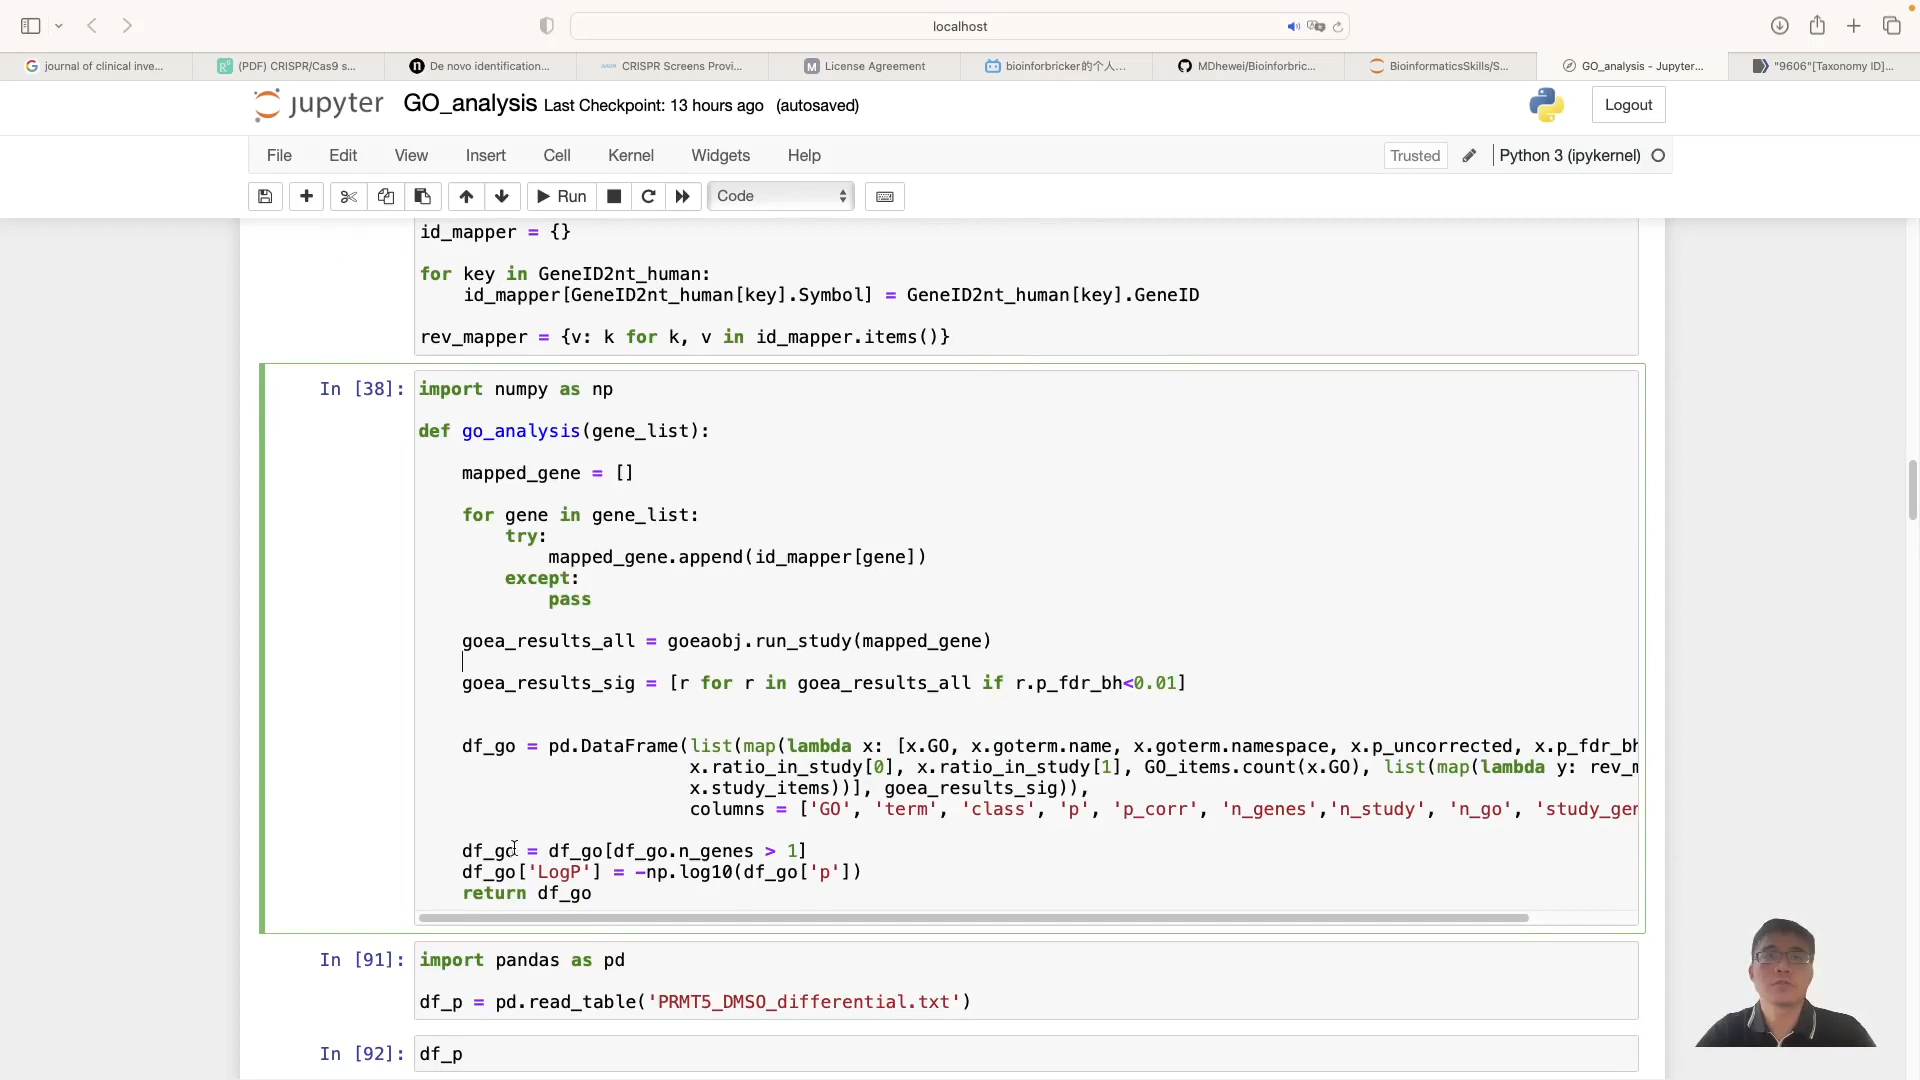 localhost
journal of clinical inve...
(PDF) CRISPR/Cas9 s...
De novo identification...
CRISPR Screens Provi...
License Agreement
bioinforbricker的个人...
MDhewei/Bioinforbric...
BioinformaticsSkills/S...
GO_analysis - Jupyter...
"9606"[Taxonomy ID]...
jupyter GO_analysis Last Checkpoint: 13 hours ago (autosaved)
Logout
File Edit View Insert Cell Kernel Widgets Help
Trusted Python 3 (ipykernel)
Run Code
id_mapper = {}
for key in GeneID2nt_human:
    id_mapper[GeneID2nt_human[key].Symbol] = GeneID2nt_human[key].GeneID
rev_mapper = {v: k for k, v in id_mapper.items()}
In [38]: import numpy as np
def go_analysis(gene_list):
    mapped_gene = []
    for gene in gene_list:
        try:
            mapped_gene.append(id_mapper[gene])
        except:
            pass
    goea_results_all = goeaobj.run_study(mapped_gene)
    goea_results_sig = [r for r in goea_results_all if r.p_fdr_bh<0.01]
    df_go = pd.DataFrame(list(map(lambda x: [x.GO, x.goterm.name, x.goterm.namespace, x.p_uncorrected, x.p_fdr_bh
                         x.ratio_in_study[0], x.ratio_in_study[1], GO_items.count(x.GO), list(map(lambda y: rev_m
                         x.study_items))], goea_results_sig)),
                         columns = ['GO', 'term', 'class', 'p', 'p_corr', 'n_genes','n_study', 'n_go', 'study_gen
    df_go = df_go[df_go.n_genes > 1]
    df_go['LogP'] = -np.log10(df_go['p'])
    return df_go
In [91]: import pandas as pd
df_p = pd.read_table('PRMT5_DMSO_differential.txt')
In [92]: df_p